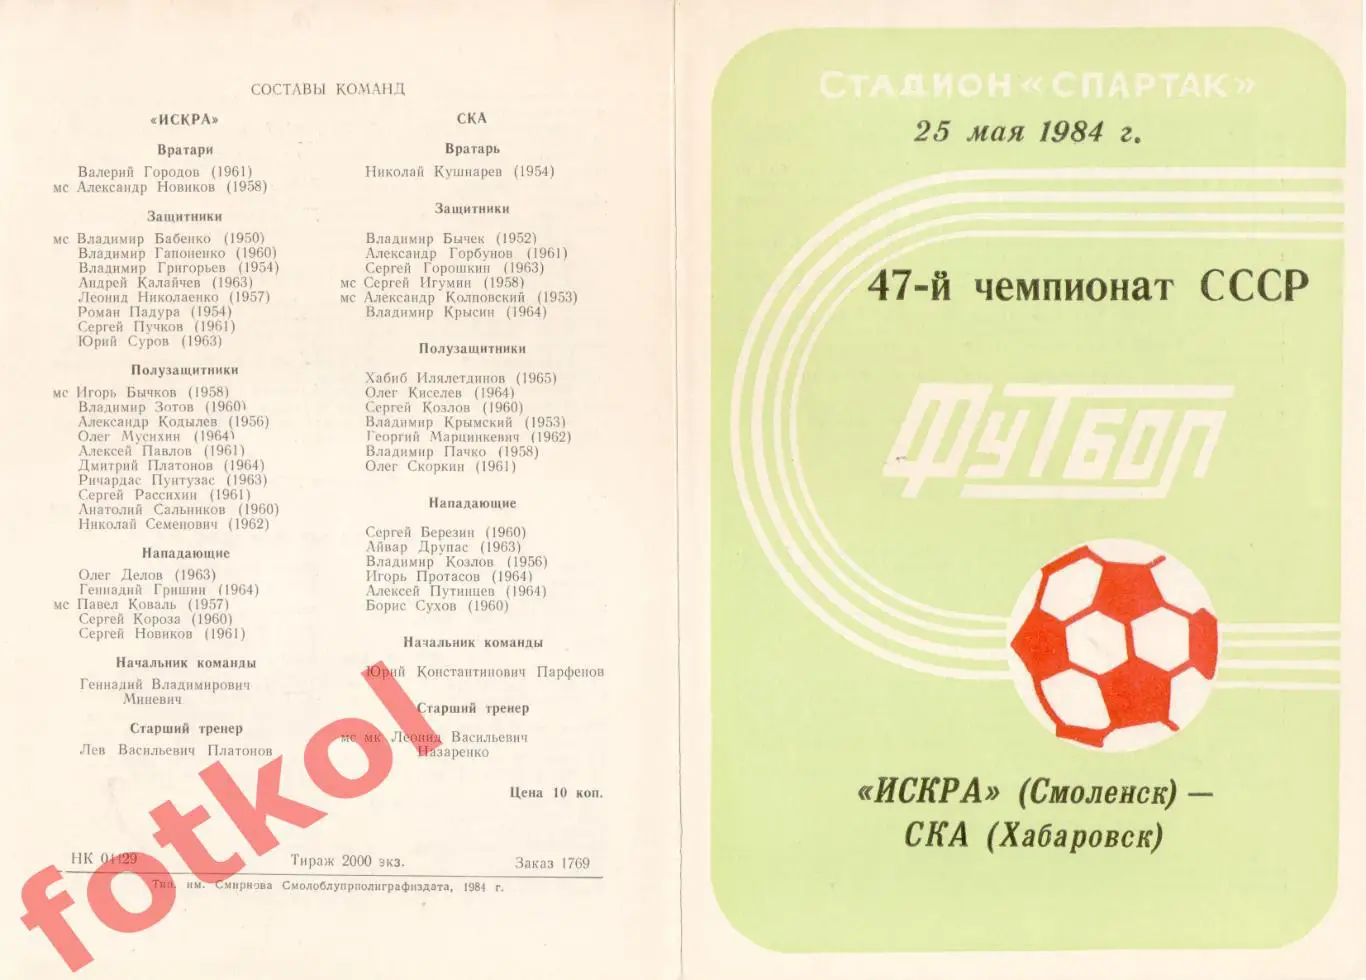 СОСТАВЫ КОМАНД
«ИСКРА»
Вратари
Валерий Городов (1961)
мс Александр Новиков (1958)
Защитники
мс Владимир Бабенко (1950)
Владимир Гапоненко (1960)
Владимир Григорьев (1954)
Андрей Калайчев (1963)
Леонид Николаенко (1957)
Роман Падура (1954)
Сергей Пучков (1961)
Юрий Суров (1963)
Полузащитники
мс Игорь Бычков (1958)
Владимир Зотов (1960)
Александр Кодылев (1956)
Олег Мусихин (1964)
Алексей Павлов (1961)
Дмитрий Платонов (1964)
Ричардас Пунтузас (1963)
Сергей Рассихин (1961)
Анатолий Сальников (1960)
Николай Семенович (1962)
Нападающие
Олег Делов (1963)
Геннадий Гришин (1964)
мс Павел Коваль (1957)
Сергей Короза (1960)
Сергей Новиков (1961)
Начальник команды
Геннадий Владимирович
Миневич
Старший тренер
Лев Васильевич Платонов
СКА
Вратарь
Николай Кушнарев (1954)
Защитники
Владимир Бычек (1952)
Александр Горбунов (1961)
Сергей Горошкин (1963)
мс Сергей Игумин (1958)
мс Александр Колповский (1953)
Владимир Крысин (1964)
Полузащитники
Хабиб Илялетдинов (1965)
Олег Киселев (1964)
Сергей Козлов (1960)
Владимир Крымский (1953)
Георгий Марцинкевич (1962)
Владимир Пачко (1958)
Олег Скоркин (1961)
Нападающие
Сергей Березин (1960)
Айвар Друпас (1963)
Владимир Козлов (1956)
Игорь Протасов (1964)
Алексей Путинцев (1964)
Борис Сухов (1960)
Начальник команды
Юрий Константинович Парфенов
Старший тренер
мс мк Леонид Васильевич
Назаренко
Цена 10 коп.
НК 04429 Тираж 2000 экз. Заказ 1769
Тип. им. Смирнова Смолоблуприполиграфиздата, 1984 г.
fotkol
СТАДИОН «СПАРТАК»
25 мая 1984 г.
47-й чемпионат СССР
ФУТБОЛ
«ИСКРА» (Смоленск) —
СКА (Хабаровск)